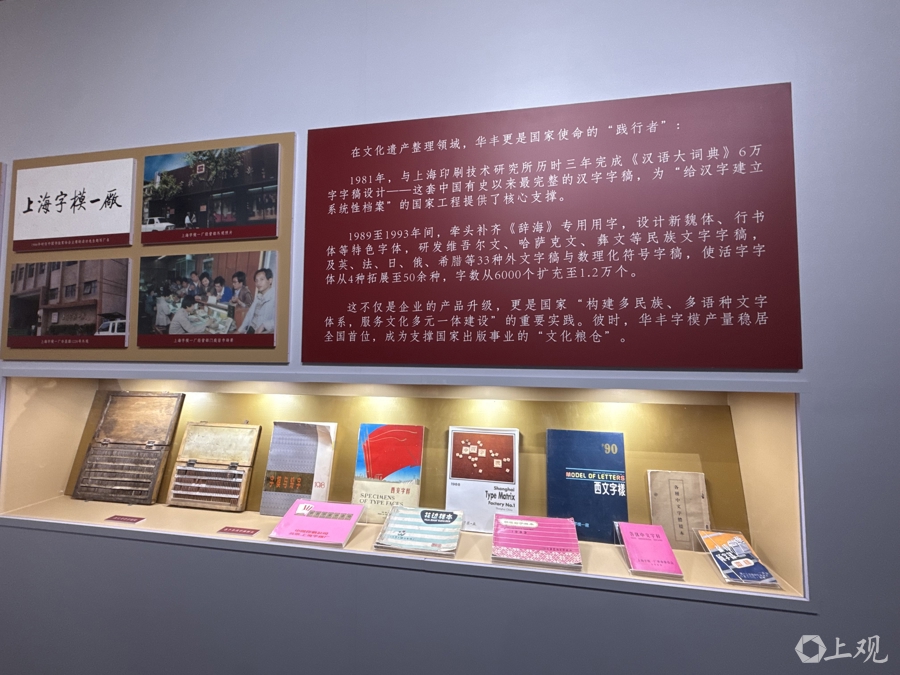 上海字模一厰
在文化遗产整理领域，华丰更是国家使命的“践行者”：
1981年，与上海印刷技术研究所历时三年完成《汉语大词典》6万
字字稿设计——这套中国有史以来最完整的汉字字稿，为“给汉字建立
系统性档案”的国家工程提供了核心支撑。
1989至1993年间，牵头补齐《辞海》专用用字，设计新魏体、行书
体等特色字体，研发维吾尔文、哈萨克文、彝文等民族文字字稿，
及英、法、日、俄、希腊等33种外文字稿与数理化符号字稿，使活字字
体从4种拓展至50余种，字数从6000个扩充至1.2万个。
这不仅是企业的产品升级，更是国家“构建多民族、多语种文字
体系，服务文化多元一体建设”的重要实践。彼时，华丰字模产量稳居
全国首位，成为支撑国家出版事业的“文化粮仓”。
108
SPECIMENS
OF TYPE FACES
西文字样
1988
Shanghai
Type Matrix
Factory No.1
'90
MODEL OF LETTERS
西文字樣
上观